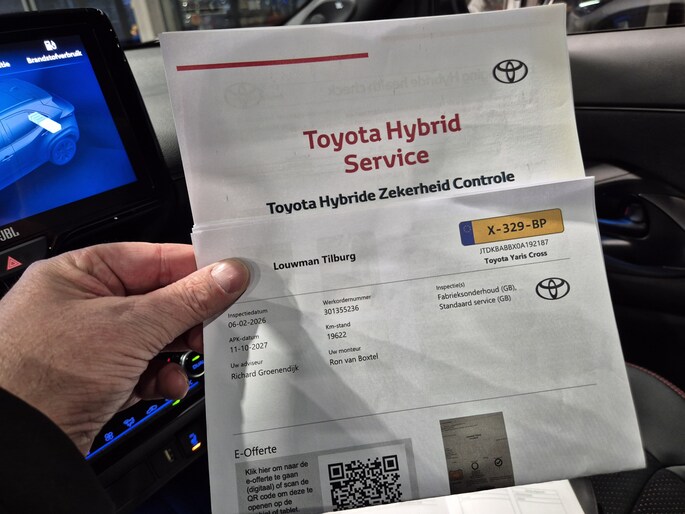 Brandstofverbruik
JBL
Toyota Hybrid
Service
Toyota Hybride Zekerheid Controle
X-329-BP
JTDKBABBX0A192187
Toyota Yaris Cross
Louwman Tilburg
Inspectiedatum
06-02-2026
Werkordernummer
301355236
Inspectie(s)
Fabrieksonderhoud (GB),
Standaard service (GB)
APK-datum
11-10-2027
Km-stand
19622
Uw adviseur
Richard Groenendijk
Uw monteur
Ron van Boxtel
E-Offerte
Klik hier om naar de
e-offerte te gaan
(digitaal) of scan de
QR code om deze te
openen op de
tablet.